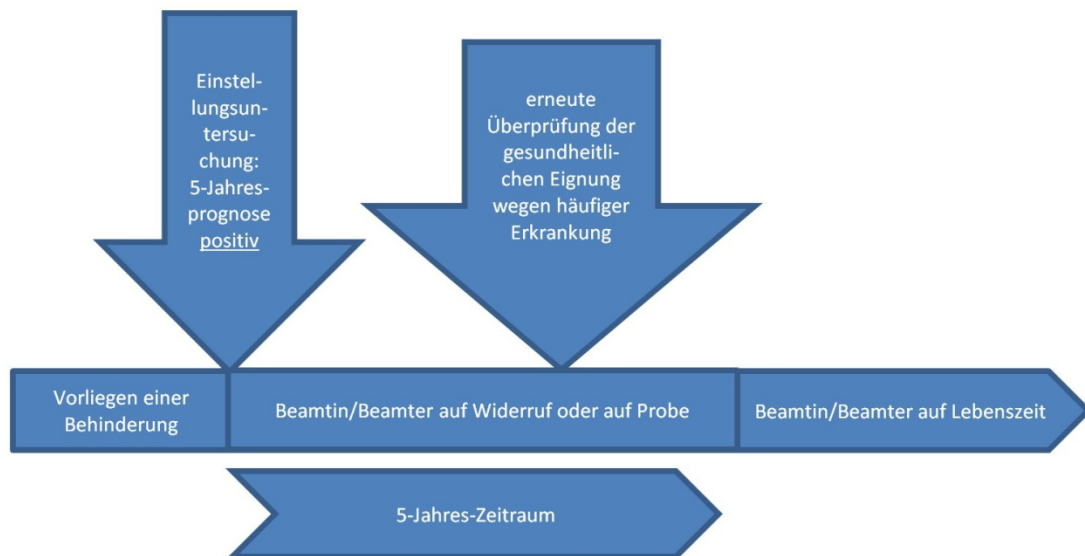 Einstel-
lungsun-
tersu-
chung:
5-Jahres-
prognose
positiv
erneute
Überprüfung der
gesundheitli-
chen Eignung
wegen häufiger
Erkrankung
Vorliegen einer
Behinderung
Beamtin/Beamter auf Widerruf oder auf Probe
Beamtin/Beamter auf Lebenszeit
5-Jahres-Zeitraum